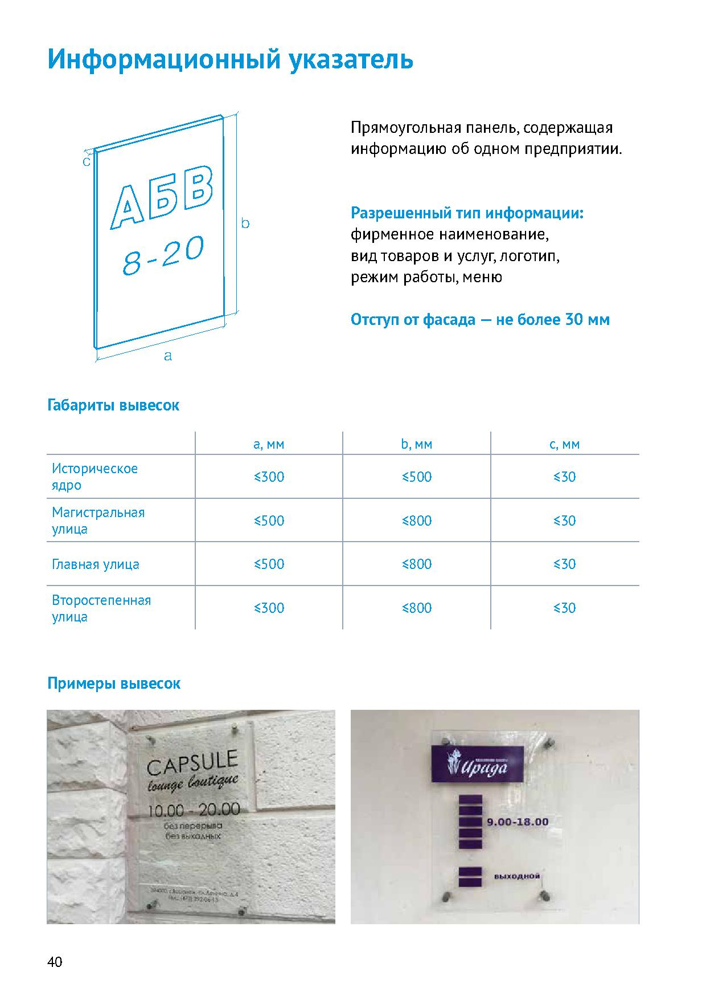 Информационный указатель
c
АБВ
8-20
b
a
Прямоугольная панель, содержащая
информацию об одном предприятии.
Разрешенный тип информации:
фирменное наименование,
вид товаров и услуг, логотип,
режим работы, меню
Отступ от фасада — не более 30 мм
Габариты вывесок
a, мм b, мм c, мм
Историческое
ядро
≤300 ≤500 ≤30
Магистральная
улица
≤500 ≤800 ≤30
Главная улица ≤500 ≤800 ≤30
Второстепенная
улица
≤300 ≤800 ≤30
Примеры вывесок
CAPSULE
lounge boutique
10.00 - 20.00
без перерыва
без выходных
г.Воронеж, пл.Ленина, д.4
Ирида
9.00-18.00
выходной
40